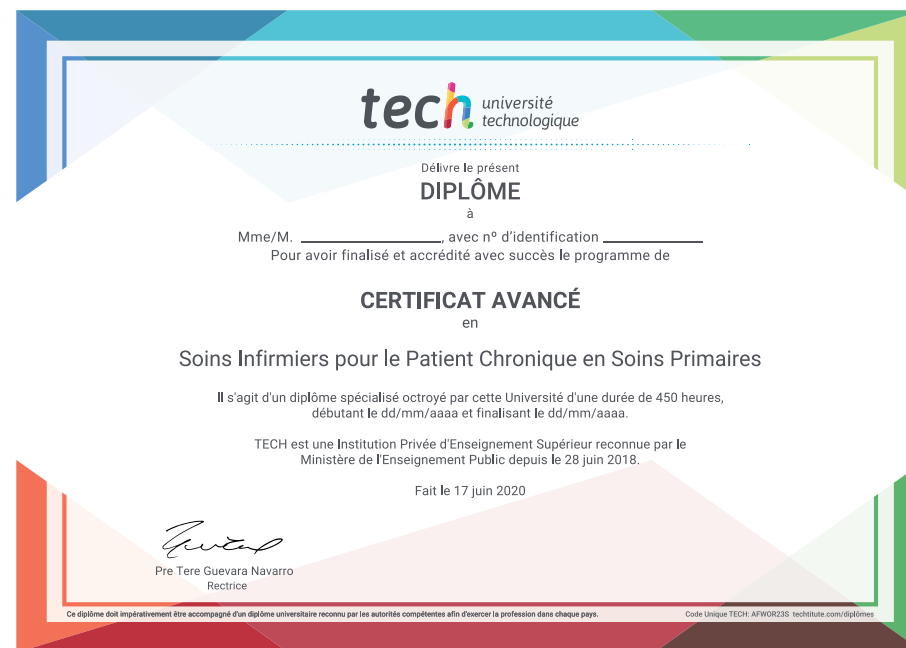 tech université
technologique
Délivre le présent
DIPLÔME
à
Mme/M. ____________________, avec nº d'identification ______________
Pour avoir finalisé et accrédité avec succès le programme de
CERTIFICAT AVANCÉ
en
Soins Infirmiers pour le Patient Chronique en Soins Primaires
Il s'agit d'un diplôme spécialisé octroyé par cette Université d'une durée de 450 heures,
débutant le dd/mm/aaaa et finalisant le dd/mm/aaaa.
TECH est une Institution Privée d'Enseignement Supérieur reconnue par le
Ministère de l'Enseignement Public depuis le 28 juin 2018.
Fait le 17 juin 2020
Pre Tere Guevara Navarro
Rectrice
Ce diplôme doit impérativement être accompagné d'un diplôme universitaire reconnu par les autorités compétentes afin d'exercer la profession dans chaque pays.
Code Unique TECH: AFWOR23S techtitute.com/diplômes